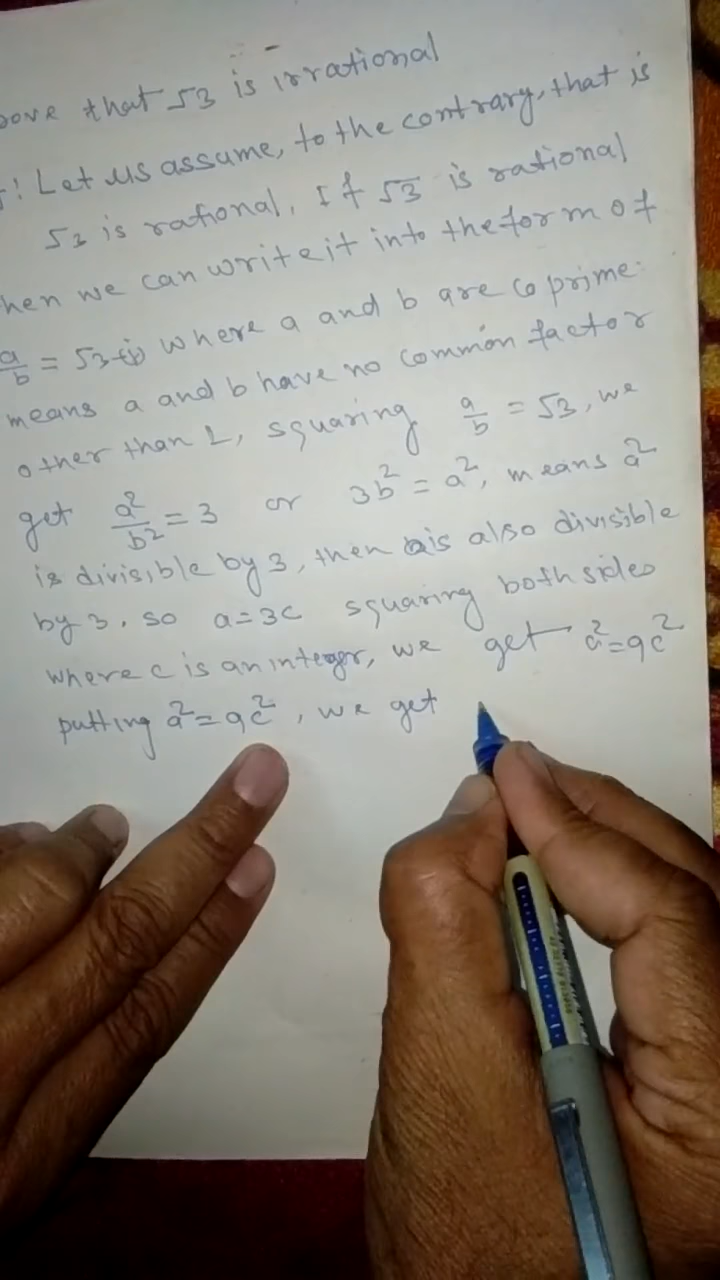 ove that √3 is irrational
: Let us assume, to the contrary, that is
√3 is rational. If √3 is rational
hen we can write it into the form of
a/b = √3 -(i) where a and b are coprime.
means a and b have no common factor
other than 1, squaring a/b = √3, we
get a²/b² = 3 or 3b² = a², means a²
is divisible by 3, then a is also divisible
by 3. so a = 3c squaring both sides
where c is an integer, we get a² = 9c²
putting a² = 9c², we get